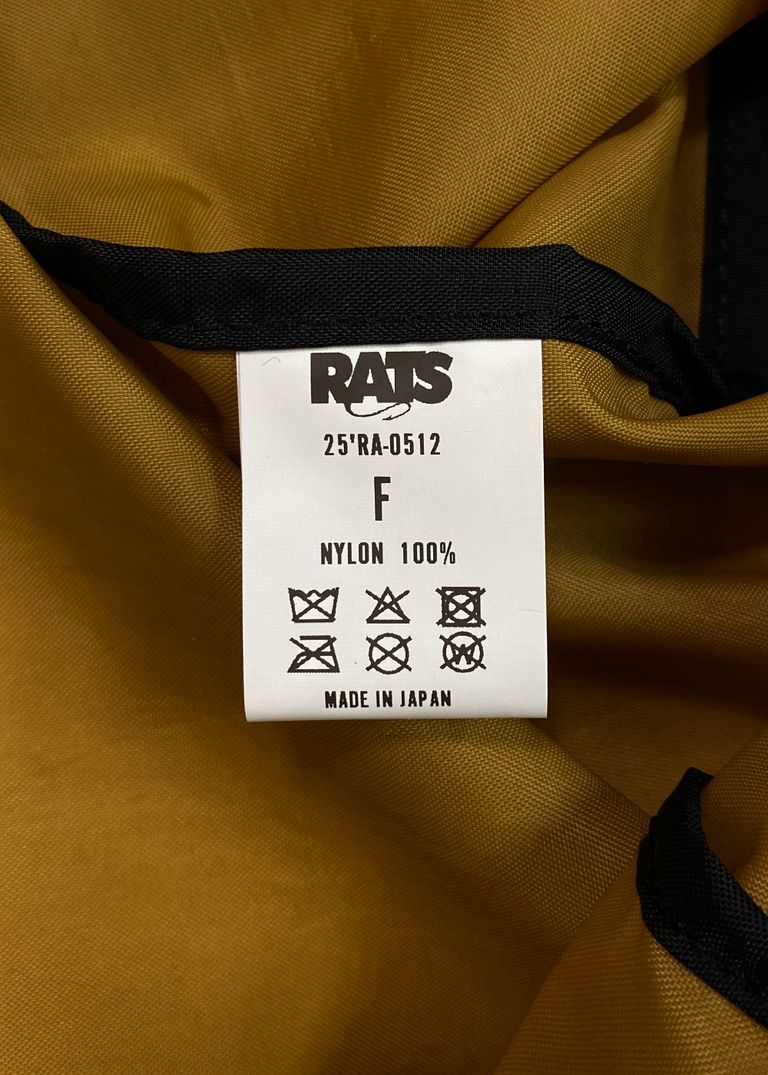 RATS
25'RA-0512
F
NYLON 100%
W
MADE IN JAPAN